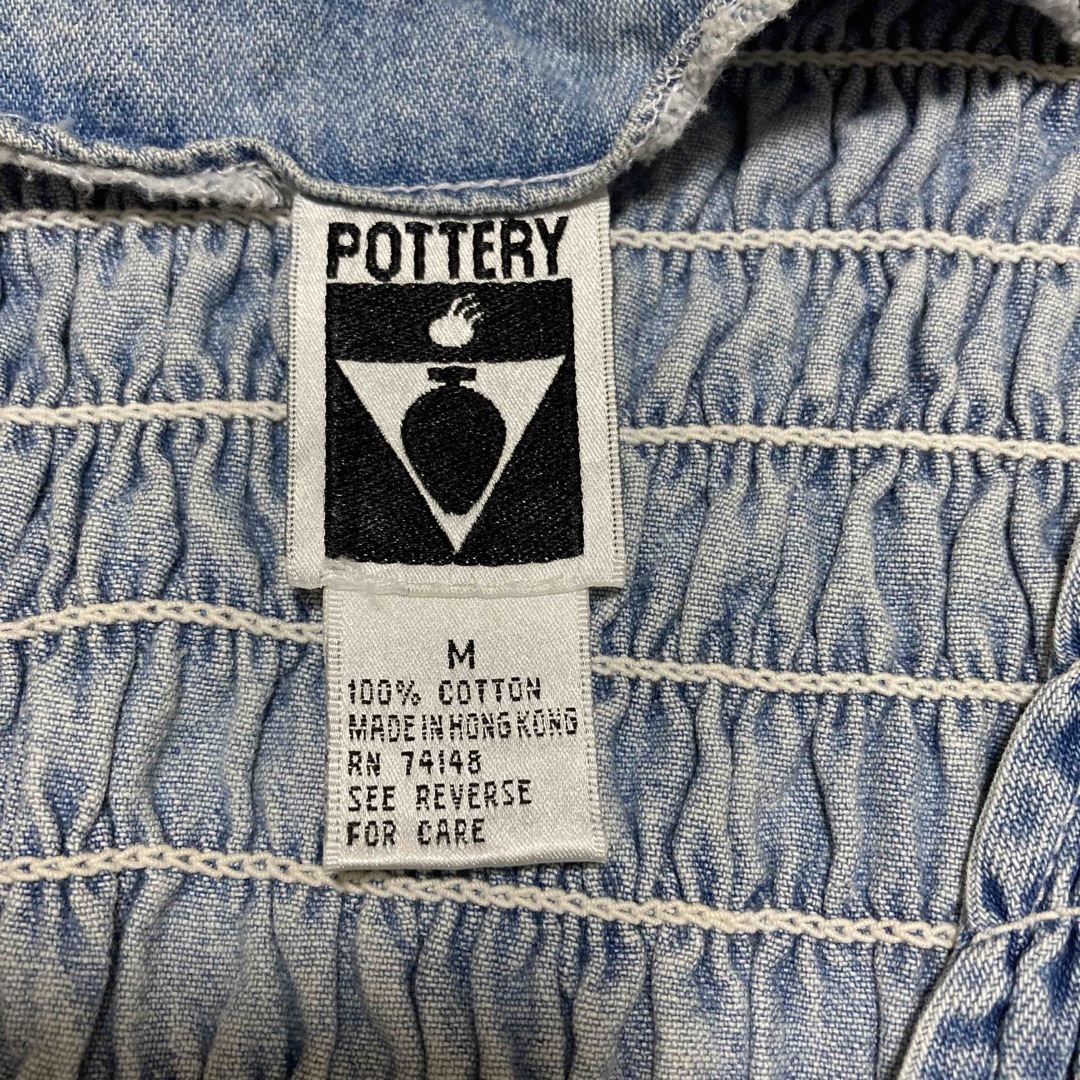 POTTERY
M
100% COTTON
MADE IN HONG KONG
RN 74148
SEE REVERSE
FOR CARE